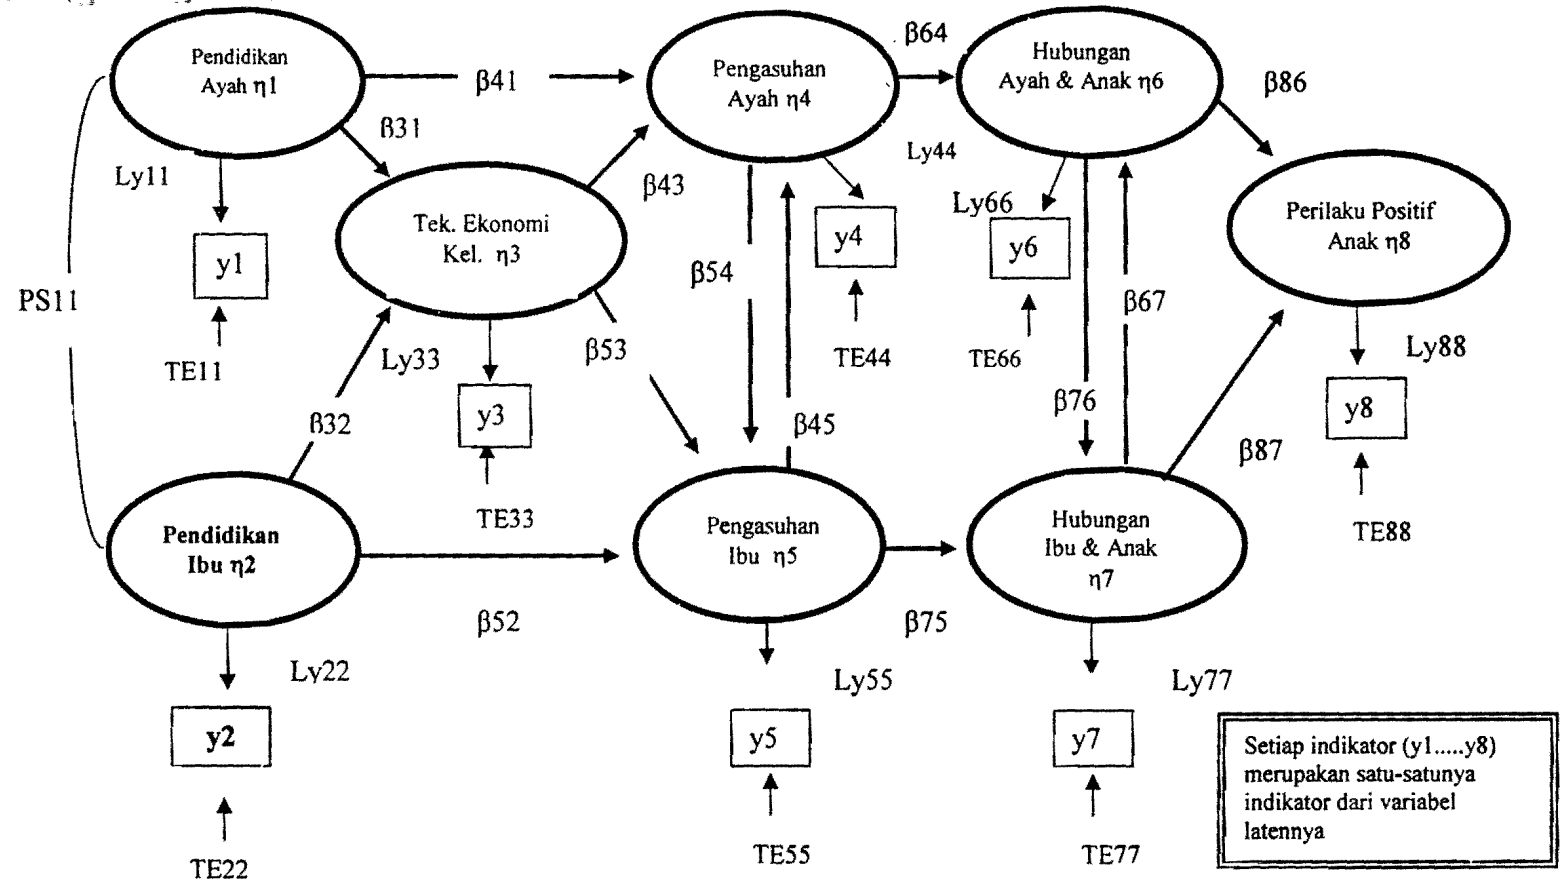 Pendidikan
Ayah η1
β41
Pengasuhan
Ayah η4
β64
Hubungan
Ayah & Anak η6
β86
β31
Ly11
β43
Ly44
Tek. Ekonomi
Kel. η3
Ly66
Perilaku Positif
Anak η8
y1
y4
y6
PS11
β54
β67
TE11
Ly33
β53
TE44
TE66
Ly88
y3
β32
β45
β76
y8
β87
TE33
TE88
Pendidikan
Ibu η2
Pengasuhan
Ibu η5
Hubungan
Ibu & Anak
η7
β52
β75
Ly22
Ly55
Ly77
y2
y5
y7
Setiap indikator (y1.....y8)
merupakan satu-satunya
indikator dari variabel
latennya
TE22
TE55
TE77